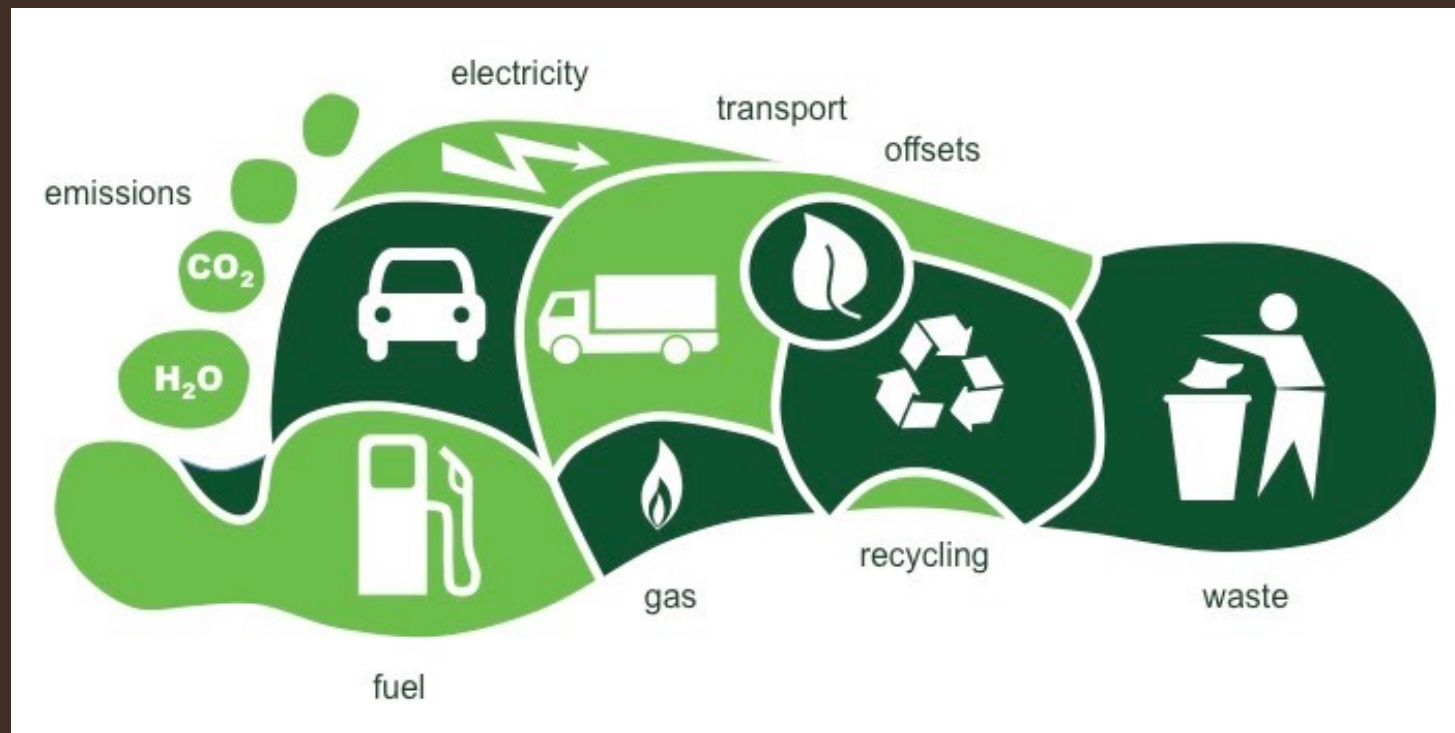 electricity
transport
offsets
emissions
CO₂
H₂O
recycling
gas
waste
fuel